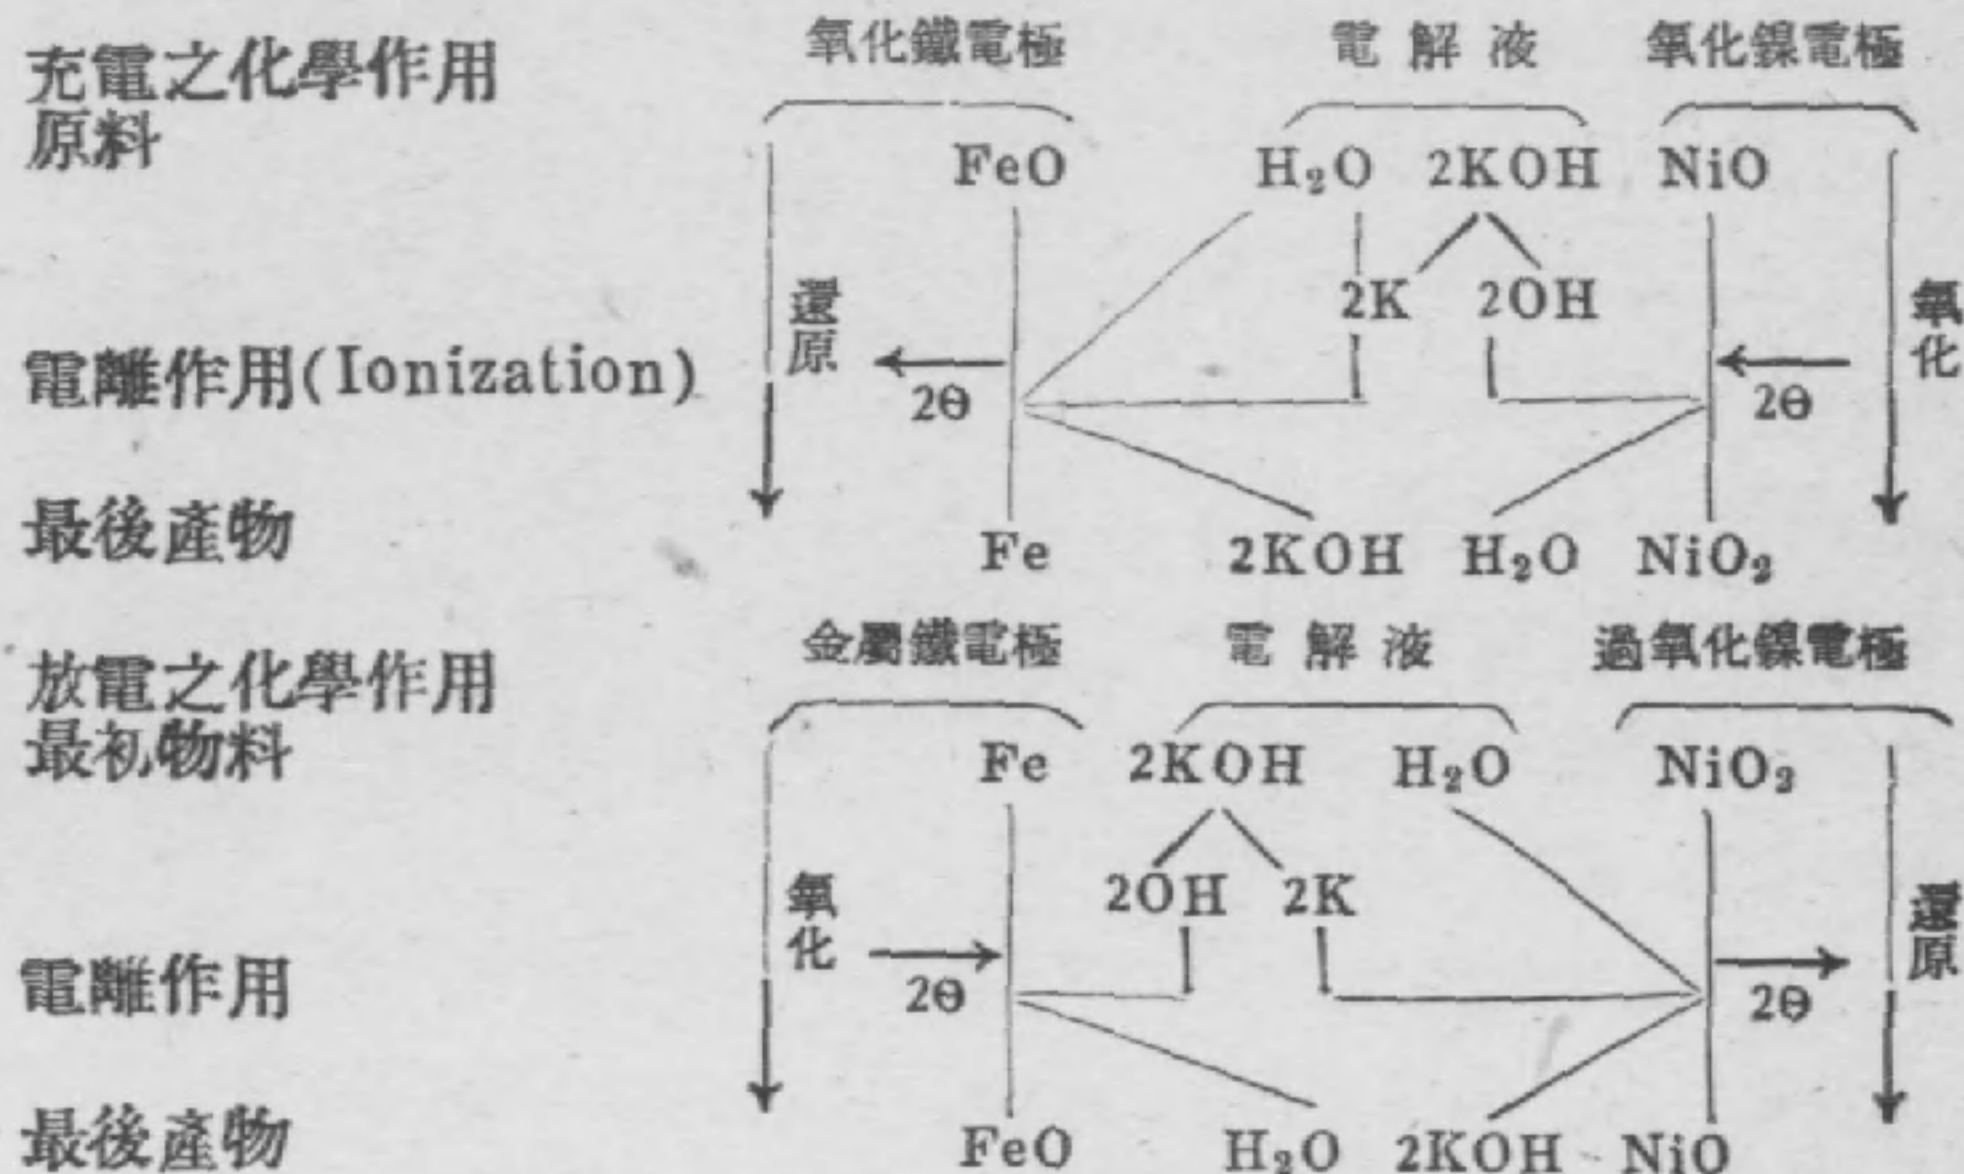 氧化鐵電極 電解液 氧化鎳電極
充電之化學作用
原料
FeO H₂O 2KOH NiO
還原 2K 2OH 氧化
電離作用(Ionization)
2Θ 2Θ
最後產物 Fe 2KOH H₂O NiO₂
金屬鐵電極 電解液 過氧化鎳電極
放電之化學作用
最初物料 Fe 2KOH H₂O NiO₂
氧化 2OH 2K 還原
電離作用 2Θ 2Θ
最後產物 FeO H₂O 2KOH NiO